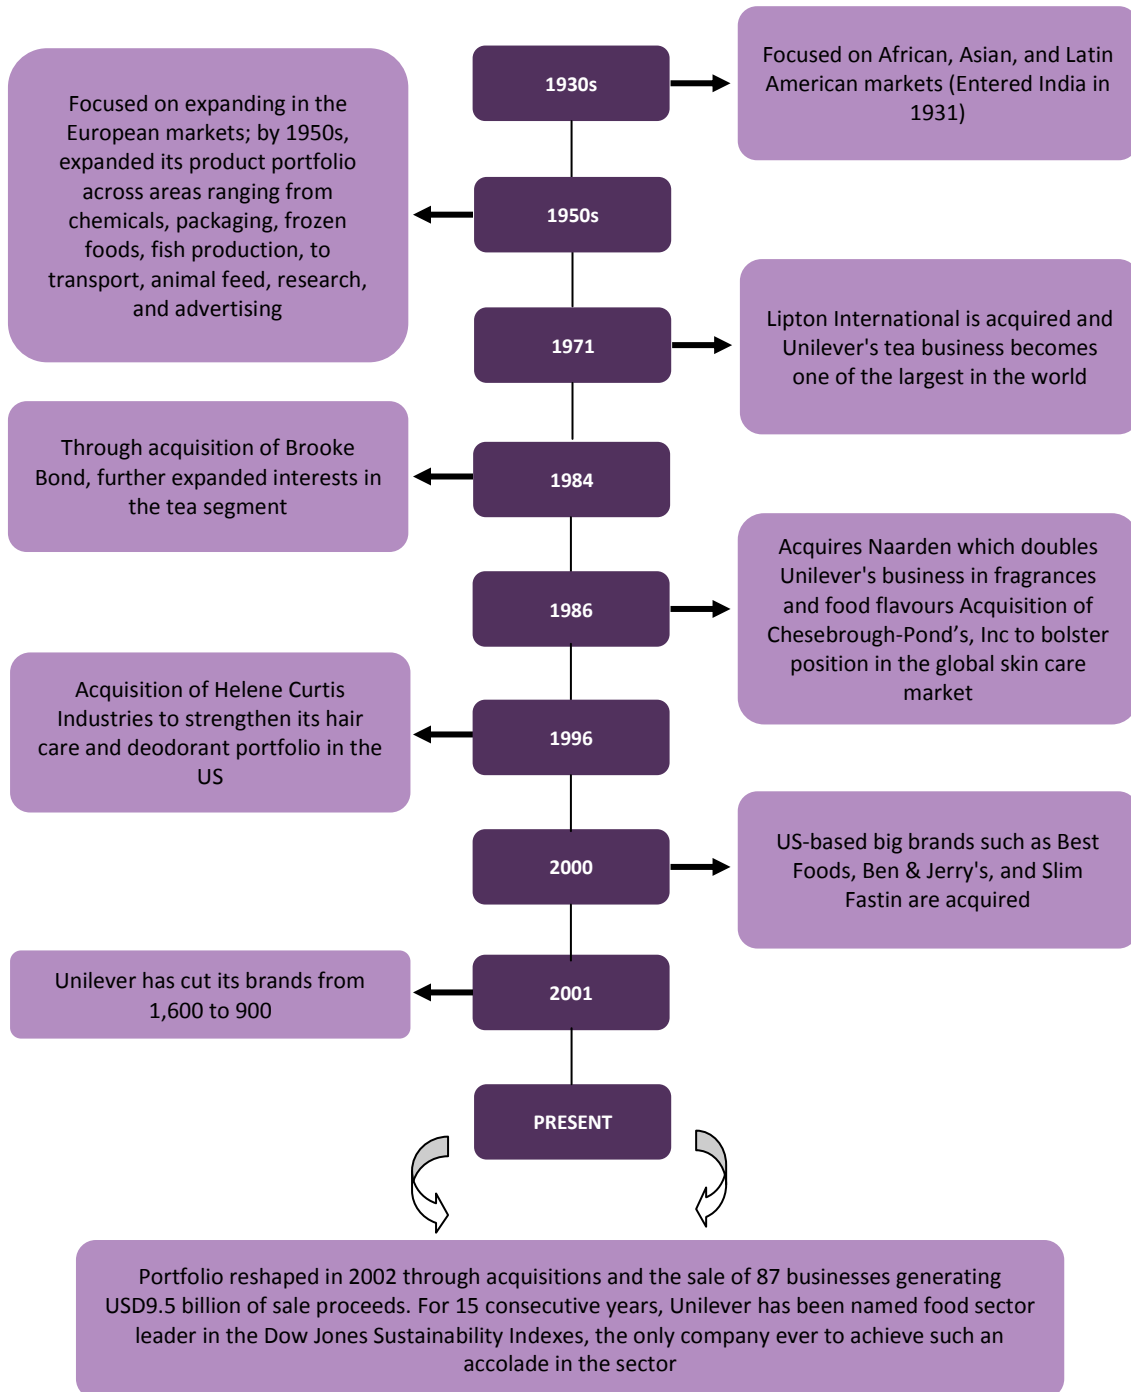 1930s
Focused on African, Asian, and Latin
American markets (Entered India in
1931)
Focused on expanding in the
European markets; by 1950s,
expanded its product portfolio
across areas ranging from
chemicals, packaging, frozen
foods, fish production, to
transport, animal feed, research,
and advertising
1950s
1971
Lipton International is acquired and
Unilever's tea business becomes
one of the largest in the world
Through acquisition of Brooke
Bond, further expanded interests in
the tea segment
1984
1986
Acquires Naarden which doubles
Unilever's business in fragrances
and food flavours Acquisition of
Chesebrough-Pond’s, Inc to bolster
position in the global skin care
market
Acquisition of Helene Curtis
Industries to strengthen its hair
care and deodorant portfolio in the
US
1996
2000
US-based big brands such as Best
Foods, Ben & Jerry's, and Slim
Fastin are acquired
Unilever has cut its brands from
1,600 to 900
2001
PRESENT
Portfolio reshaped in 2002 through acquisitions and the sale of 87 businesses generating
USD9.5 billion of sale proceeds. For 15 consecutive years, Unilever has been named food sector
leader in the Dow Jones Sustainability Indexes, the only company ever to achieve such an
accolade in the sector